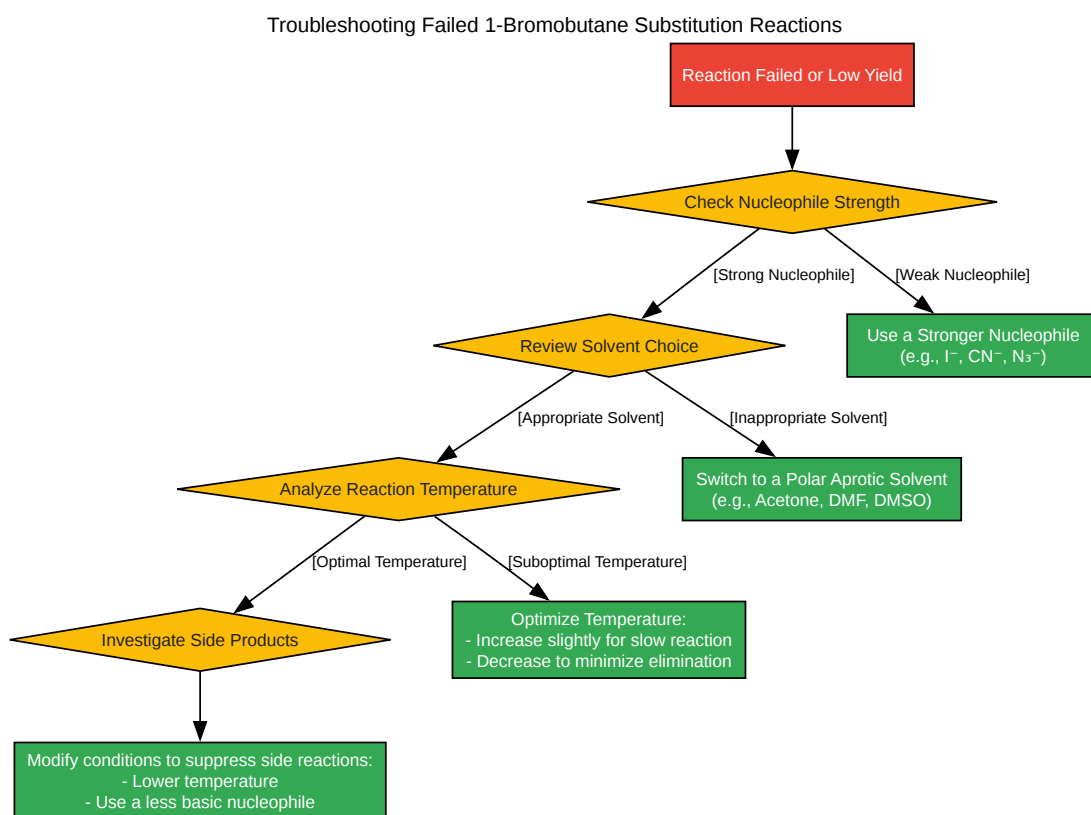 Troubleshooting Failed 1-Bromobutane Substitution Reactions
Reaction Failed or Low Yield
Check Nucleophile Strength
[Strong Nucleophile]
[Weak Nucleophile]
Review Solvent Choice
Use a Stronger Nucleophile
(e.g., I⁻, CN⁻, N₃⁻)
[Appropriate Solvent]
[Inappropriate Solvent]
Analyze Reaction Temperature
Switch to a Polar Aprotic Solvent
(e.g., Acetone, DMF, DMSO)
[Optimal Temperature]
[Suboptimal Temperature]
Investigate Side Products
Optimize Temperature:
- Increase slightly for slow reaction
- Decrease to minimize elimination
Modify conditions to suppress side reactions:
- Lower temperature
- Use a less basic nucleophile